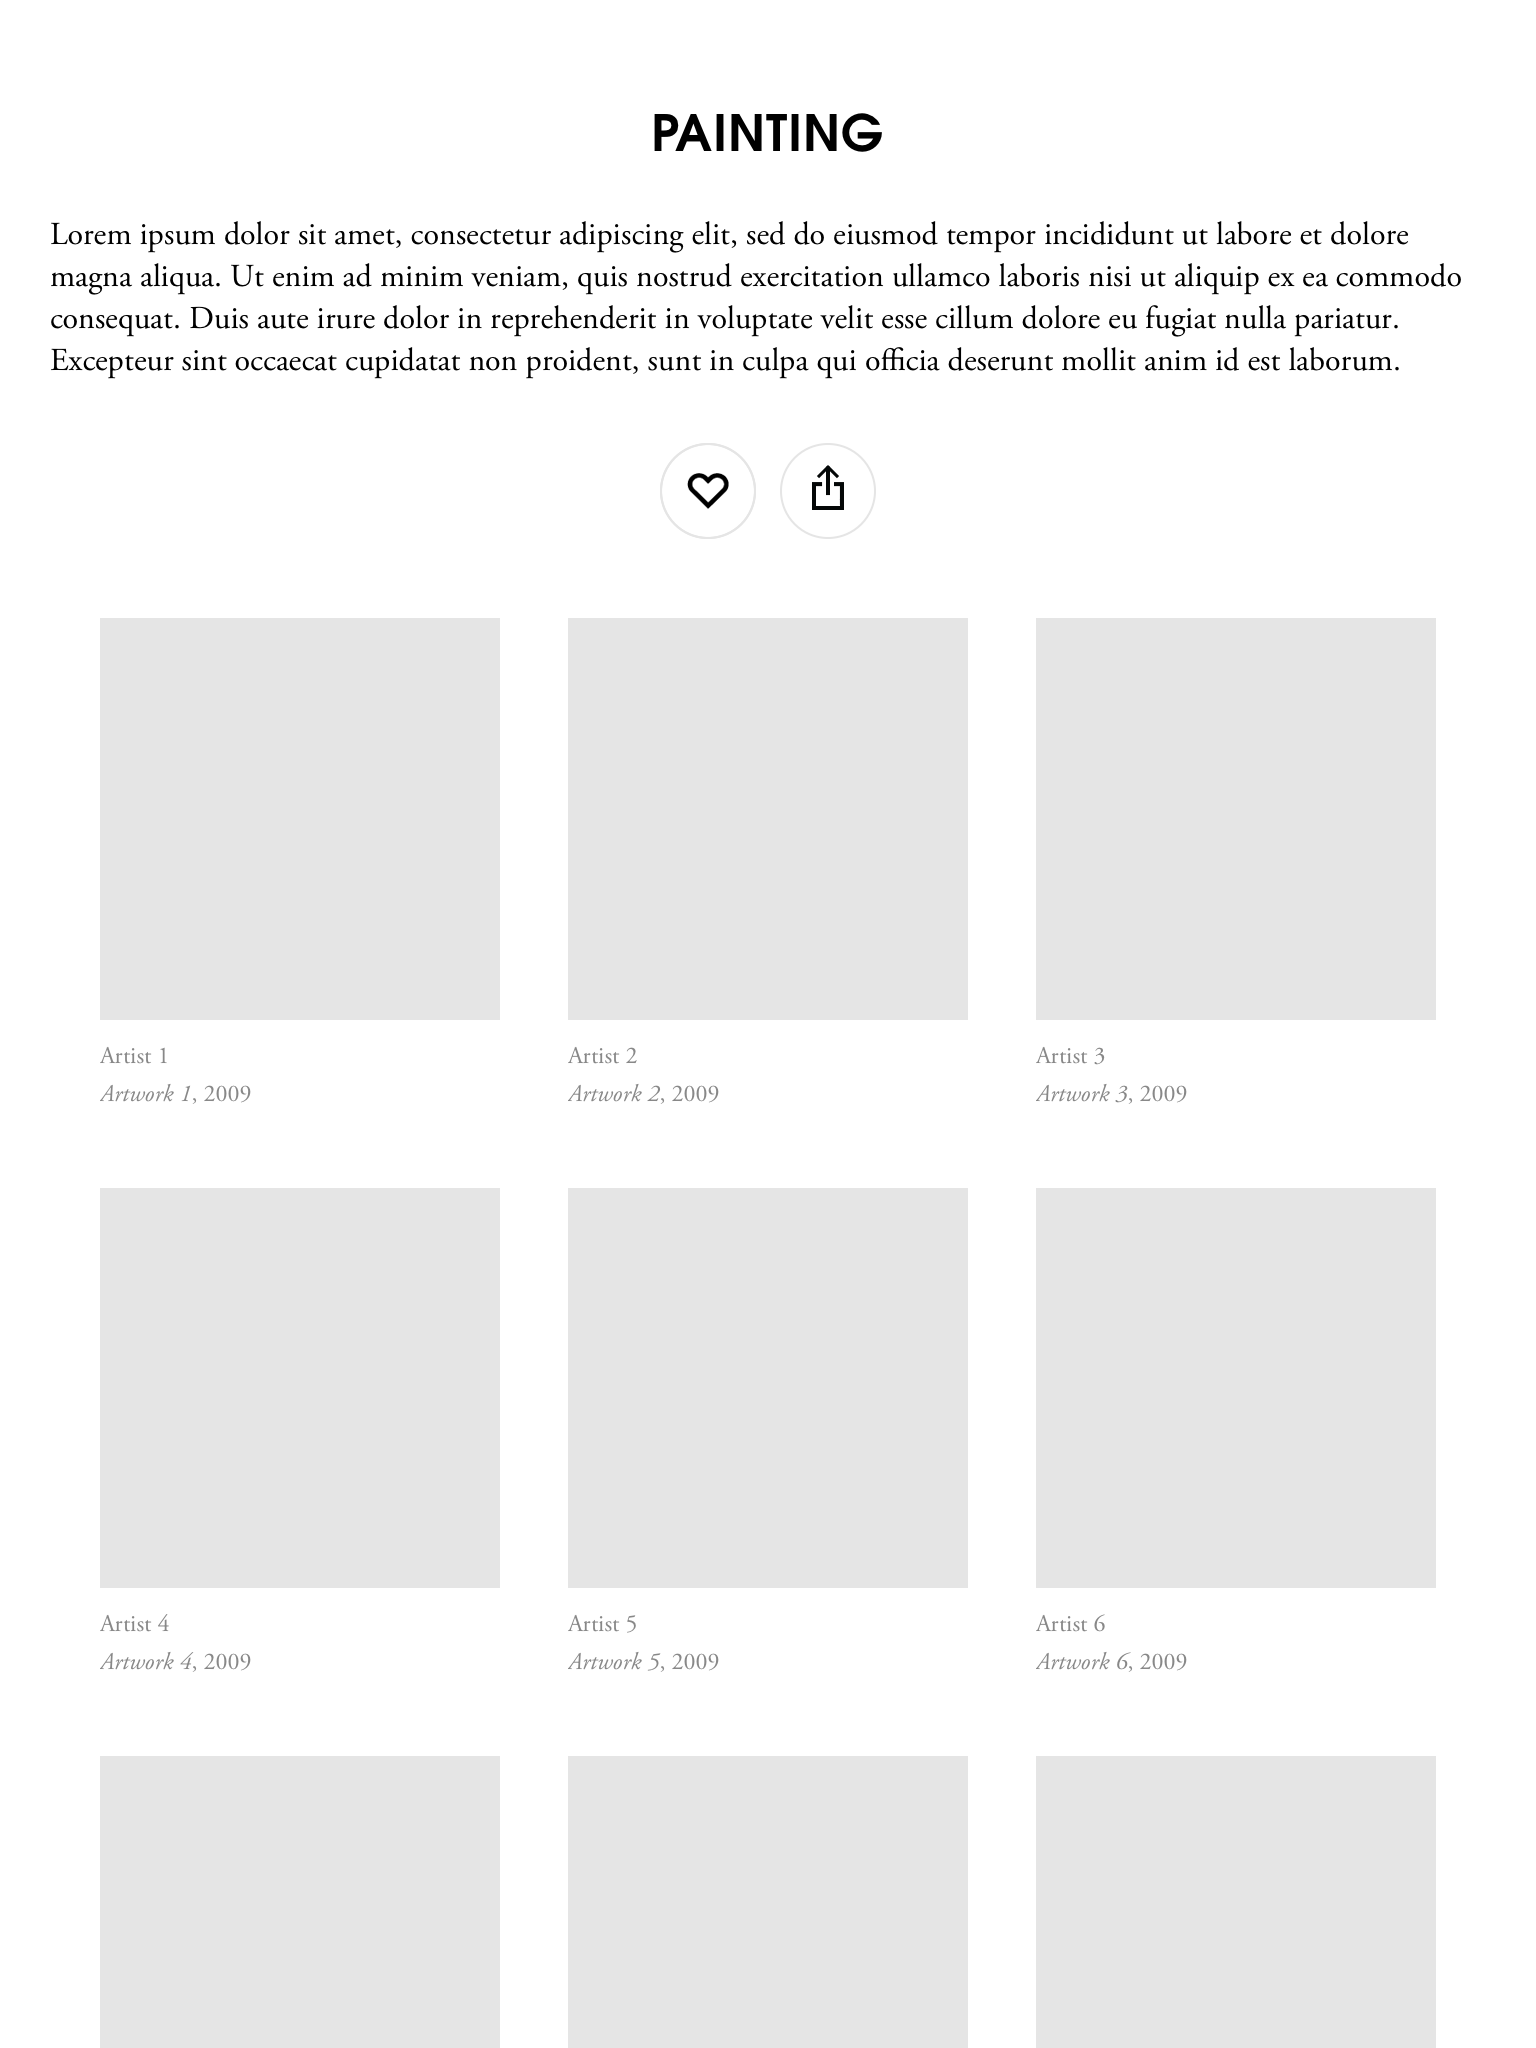 PAINTING
Lorem ipsum dolor sit amet, consectetur adipiscing elit, sed do eiusmod tempor incididunt ut labore et dolore
magna aliqua. Ut enim ad minim veniam, quis nostrud exercitation ullamco laboris nisi ut aliquip ex ea commodo
consequat. Duis aute irure dolor in reprehenderit in voluptate velit esse cillum dolore eu fugiat nulla pariatur.
Excepteur sint occaecat cupidatat non proident, sunt in culpa qui officia deserunt mollit anim id est laborum.
Artist 1
Artwork 1, 2009
Artist 2
Artwork 2, 2009
Artist 3
Artwork 3, 2009
Artist 4
Artwork 4, 2009
Artist 5
Artwork 5, 2009
Artist 6
Artwork 6, 2009